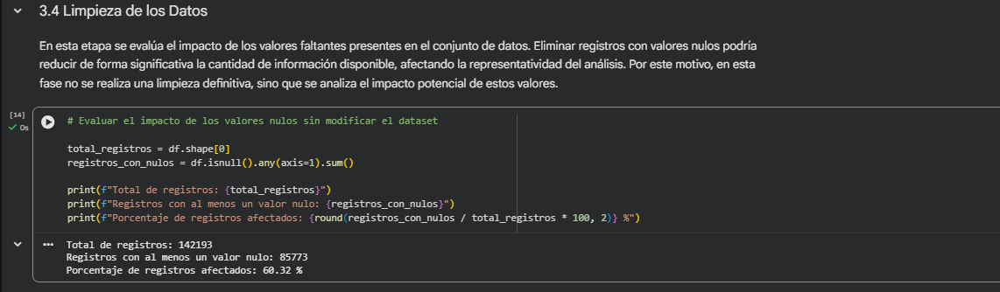 3.4 Limpieza de los Datos
En esta etapa se evalúa el impacto de los valores faltantes presentes en el conjunto de datos. Eliminar registros con valores nulos podría
reducir de forma significativa la cantidad de información disponible, afectando la representatividad del análisis. Por este motivo, en esta
fase no se realiza una limpieza definitiva, sino que se analiza el impacto potencial de estos valores.
[14]
0s
# Evaluar el impacto de los valores nulos sin modificar el dataset
total_registros = df.shape[0]
registros_con_nulos = df.isnull().any(axis=1).sum()
print(f"Total de registros: {total_registros}")
print(f"Registros con al menos un valor nulo: {registros_con_nulos}")
print(f"Porcentaje de registros afectados: {round(registros_con_nulos / total_registros * 100, 2)} %")
Total de registros: 142193
Registros con al menos un valor nulo: 85773
Porcentaje de registros afectados: 60.32 %